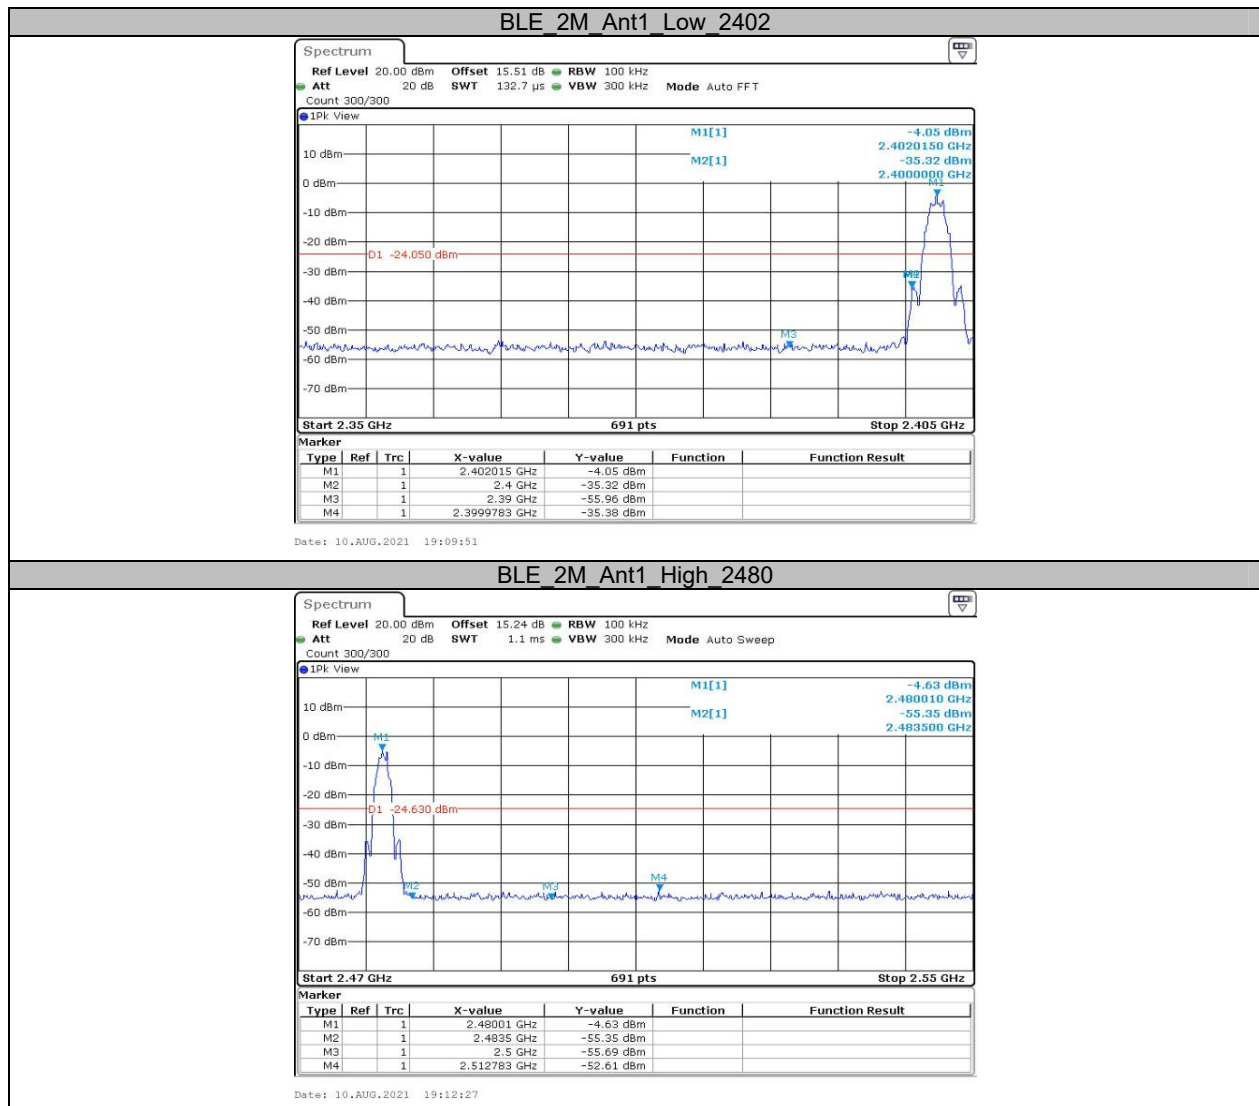 BLE_2M_Ant1_Low_2402
Spectrum
Ref Level 20.00 dBm Offset 15.51 dB RBW 100 kHz
Att 20 dB SWT 132.7 µs VBW 300 kHz Mode Auto FFT
Count 300/300
1Pk View
M1[1] -4.05 dBm
2.4020150 GHz
10 dBm
M2[1] -35.32 dBm
2.4000000 GHz
0 dBm
M1
-10 dBm
-20 dBm
D1 -24.050 dBm
-30 dBm
-40 dBm
-50 dBm
M3
-60 dBm
-70 dBm
Start 2.35 GHz 691 pts Stop 2.405 GHz
Marker
Type Ref Trc X-value Y-value Function Function Result
M1 1 2.402015 GHz -4.05 dBm
M2 1 2.4 GHz -35.32 dBm
M3 1 2.39 GHz -55.96 dBm
M4 1 2.3999783 GHz -35.38 dBm
Date: 10.AUG.2021 19:09:51
BLE_2M_Ant1_High_2480
Spectrum
Ref Level 20.00 dBm Offset 15.24 dB RBW 100 kHz
Att 20 dB SWT 1.1 ms VBW 300 kHz Mode Auto Sweep
Count 300/300
1Pk View
M1[1] -4.63 dBm
2.480010 GHz
10 dBm
M2[1] -55.35 dBm
2.483500 GHz
0 dBm
M1
-10 dBm
-20 dBm
D1 -24.630 dBm
-30 dBm
-40 dBm
-50 dBm
M2 M3 M4
-60 dBm
-70 dBm
Start 2.47 GHz 691 pts Stop 2.55 GHz
Marker
Type Ref Trc X-value Y-value Function Function Result
M1 1 2.48001 GHz -4.63 dBm
M2 1 2.4835 GHz -55.35 dBm
M3 1 2.5 GHz -55.69 dBm
M4 1 2.512783 GHz -52.61 dBm
Date: 10.AUG.2021 19:12:27